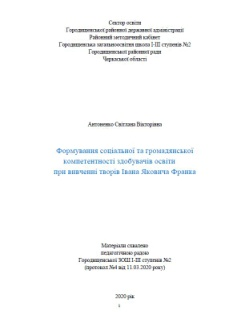 Сектор освіти
Городищенської районної державної адміністрації
Районний методичний кабінет
Городищенська загальноосвітня школа І-ІІІ ступенів №2
Городищенської районної ради
Черкаської області
Антоненко Світлана Вікторівна
Формування соціальної та громадянської
компетентності здобувачів освіти
при вивченні творів Івана Яковича Франка
Матеріали схвалено
педагогічною радою
Городищенської ЗОШ І-ІІІ ступенів №2
(протокол №4 від 11.03.2020 року)
2020 рік